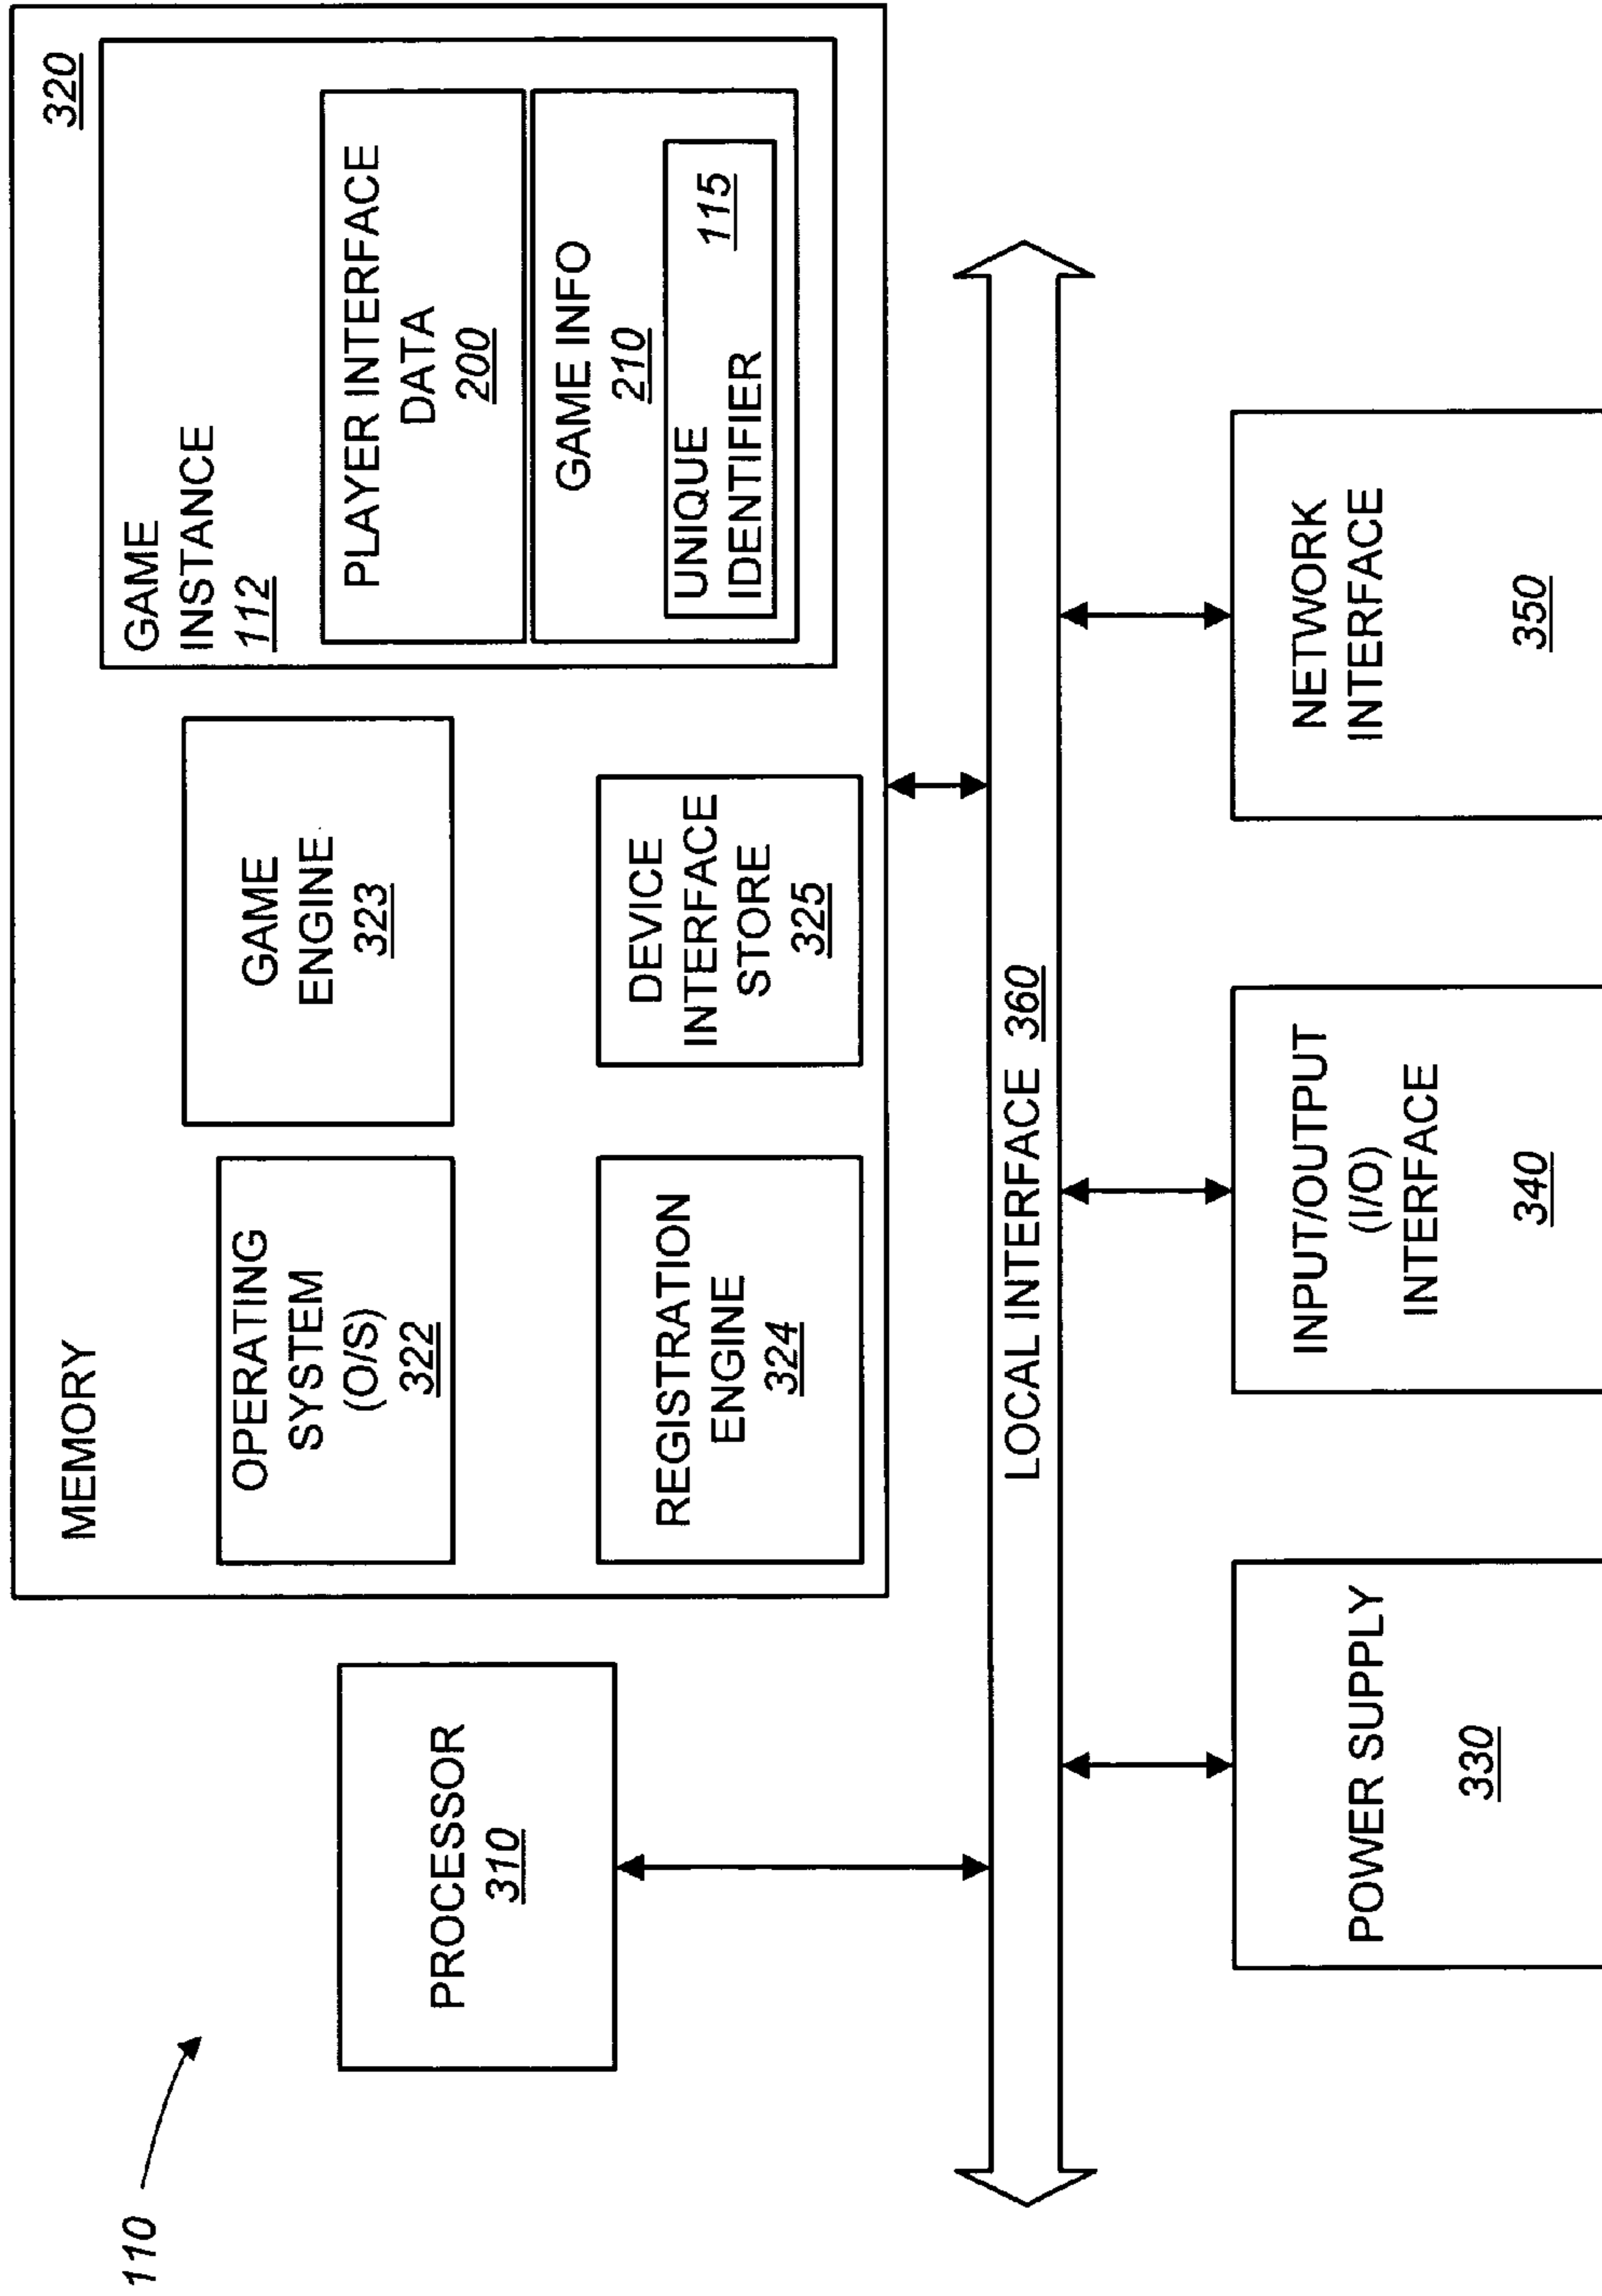 110
PROCESSOR
310
MEMORY
320
OPERATING
SYSTEM
(O/S)
322
GAME
ENGINE
323
REGISTRATION
ENGINE
324
DEVICE
INTERFACE
STORE
325
GAME
INSTANCE
112
PLAYER INTERFACE
DATA
200
GAME INFO
210
UNIQUE
IDENTIFIER
115
LOCAL INTERFACE 360
POWER SUPPLY
330
INPUT/OUTPUT
(I/O)
INTERFACE
340
NETWORK
INTERFACE
350